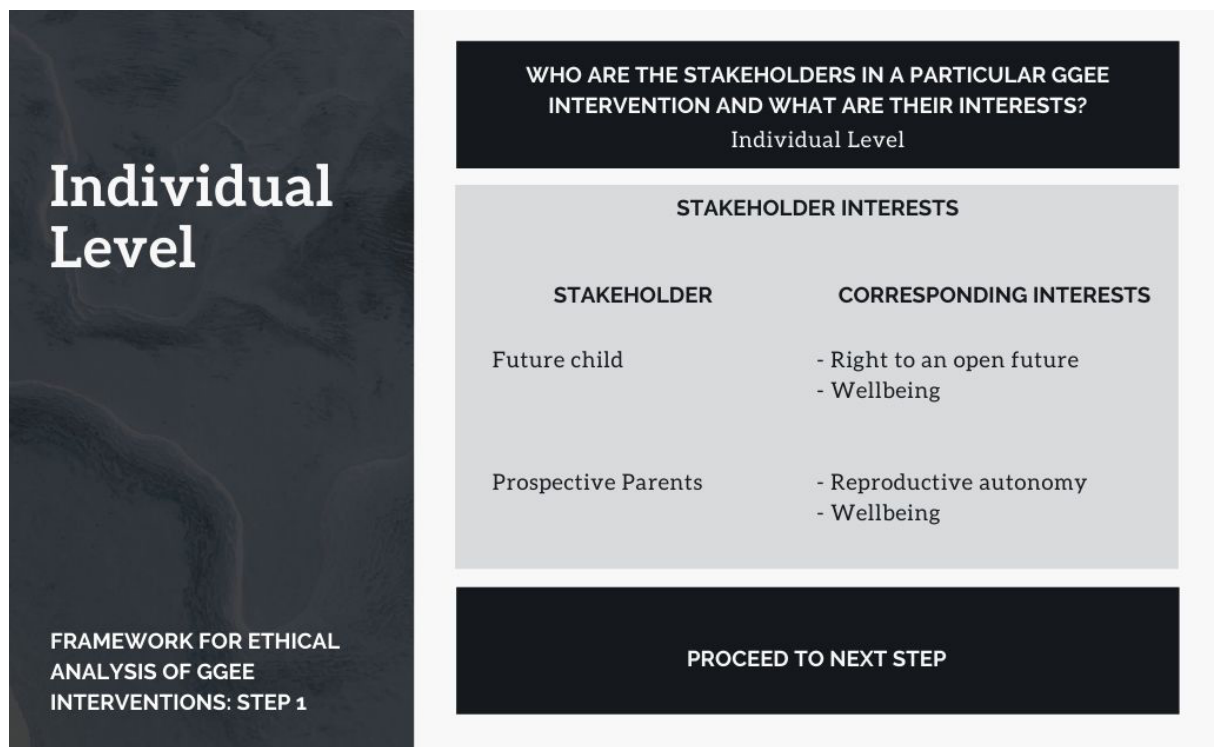 Individual
Level
FRAMEWORK FOR ETHICAL
ANALYSIS OF GGEE
INTERVENTIONS: STEP 1
WHO ARE THE STAKEHOLDERS IN A PARTICULAR GGEE
INTERVENTION AND WHAT ARE THEIR INTERESTS?
Individual Level
STAKEHOLDER INTERESTS
STAKEHOLDER CORRESPONDING INTERESTS
Future child - Right to an open future
- Wellbeing
Prospective Parents - Reproductive autonomy
- Wellbeing
PROCEED TO NEXT STEP